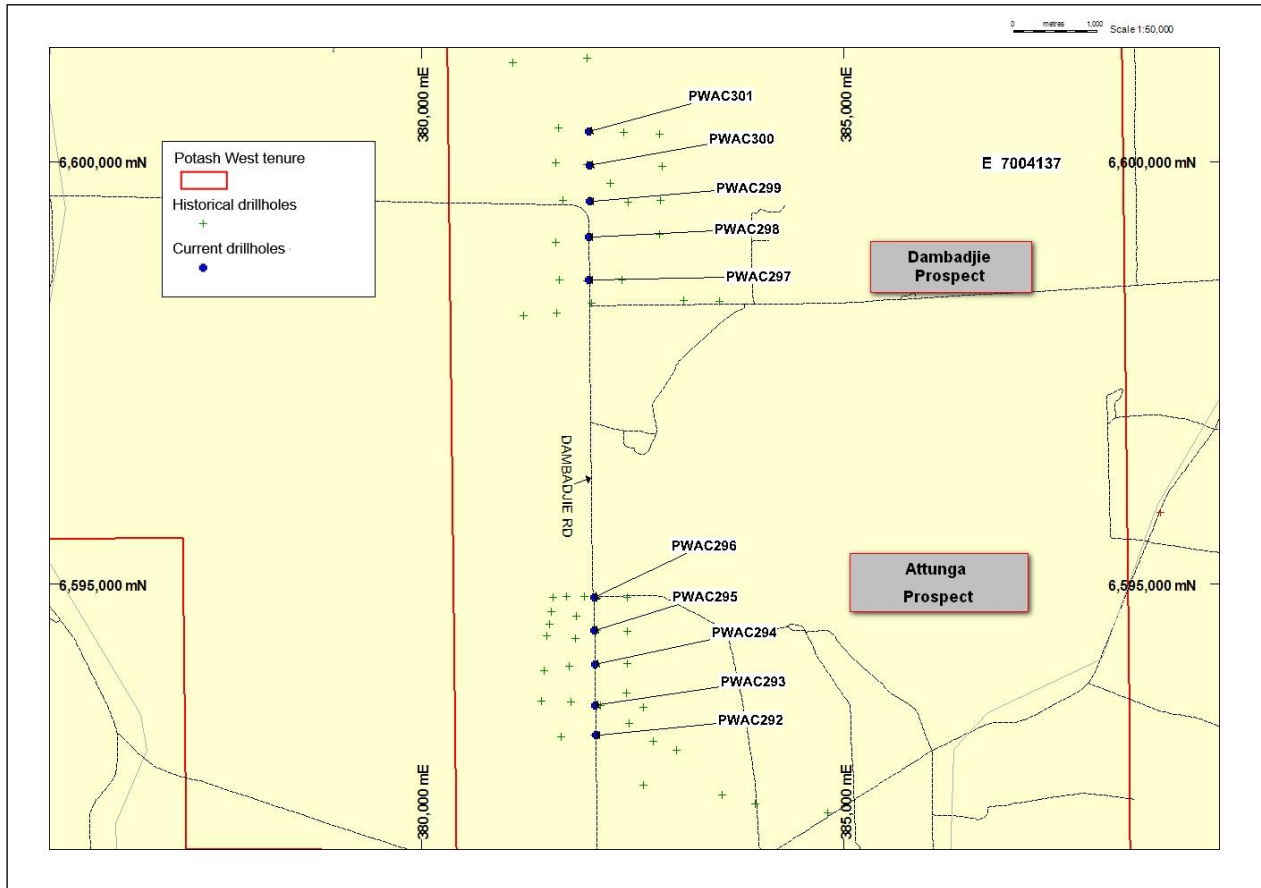 0 metres 1,000 Scale 1:50,000
380,000 mE
385,000 mE
PWAC301
PWAC300
Potash West tenure
6,600,000 mN
E 7004137
6,600,000 mN
PWAC299
Historical drillholes
PWAC298
Current drillholes
Dambadjie
Prospect
PWAC297
DAMBADJIE RD
PWAC296
Attunga
Prospect
6,595,000 mN
6,595,000 mN
PWAC295
PWAC294
PWAC293
PWAC292
380,000 mE
385,000 mE